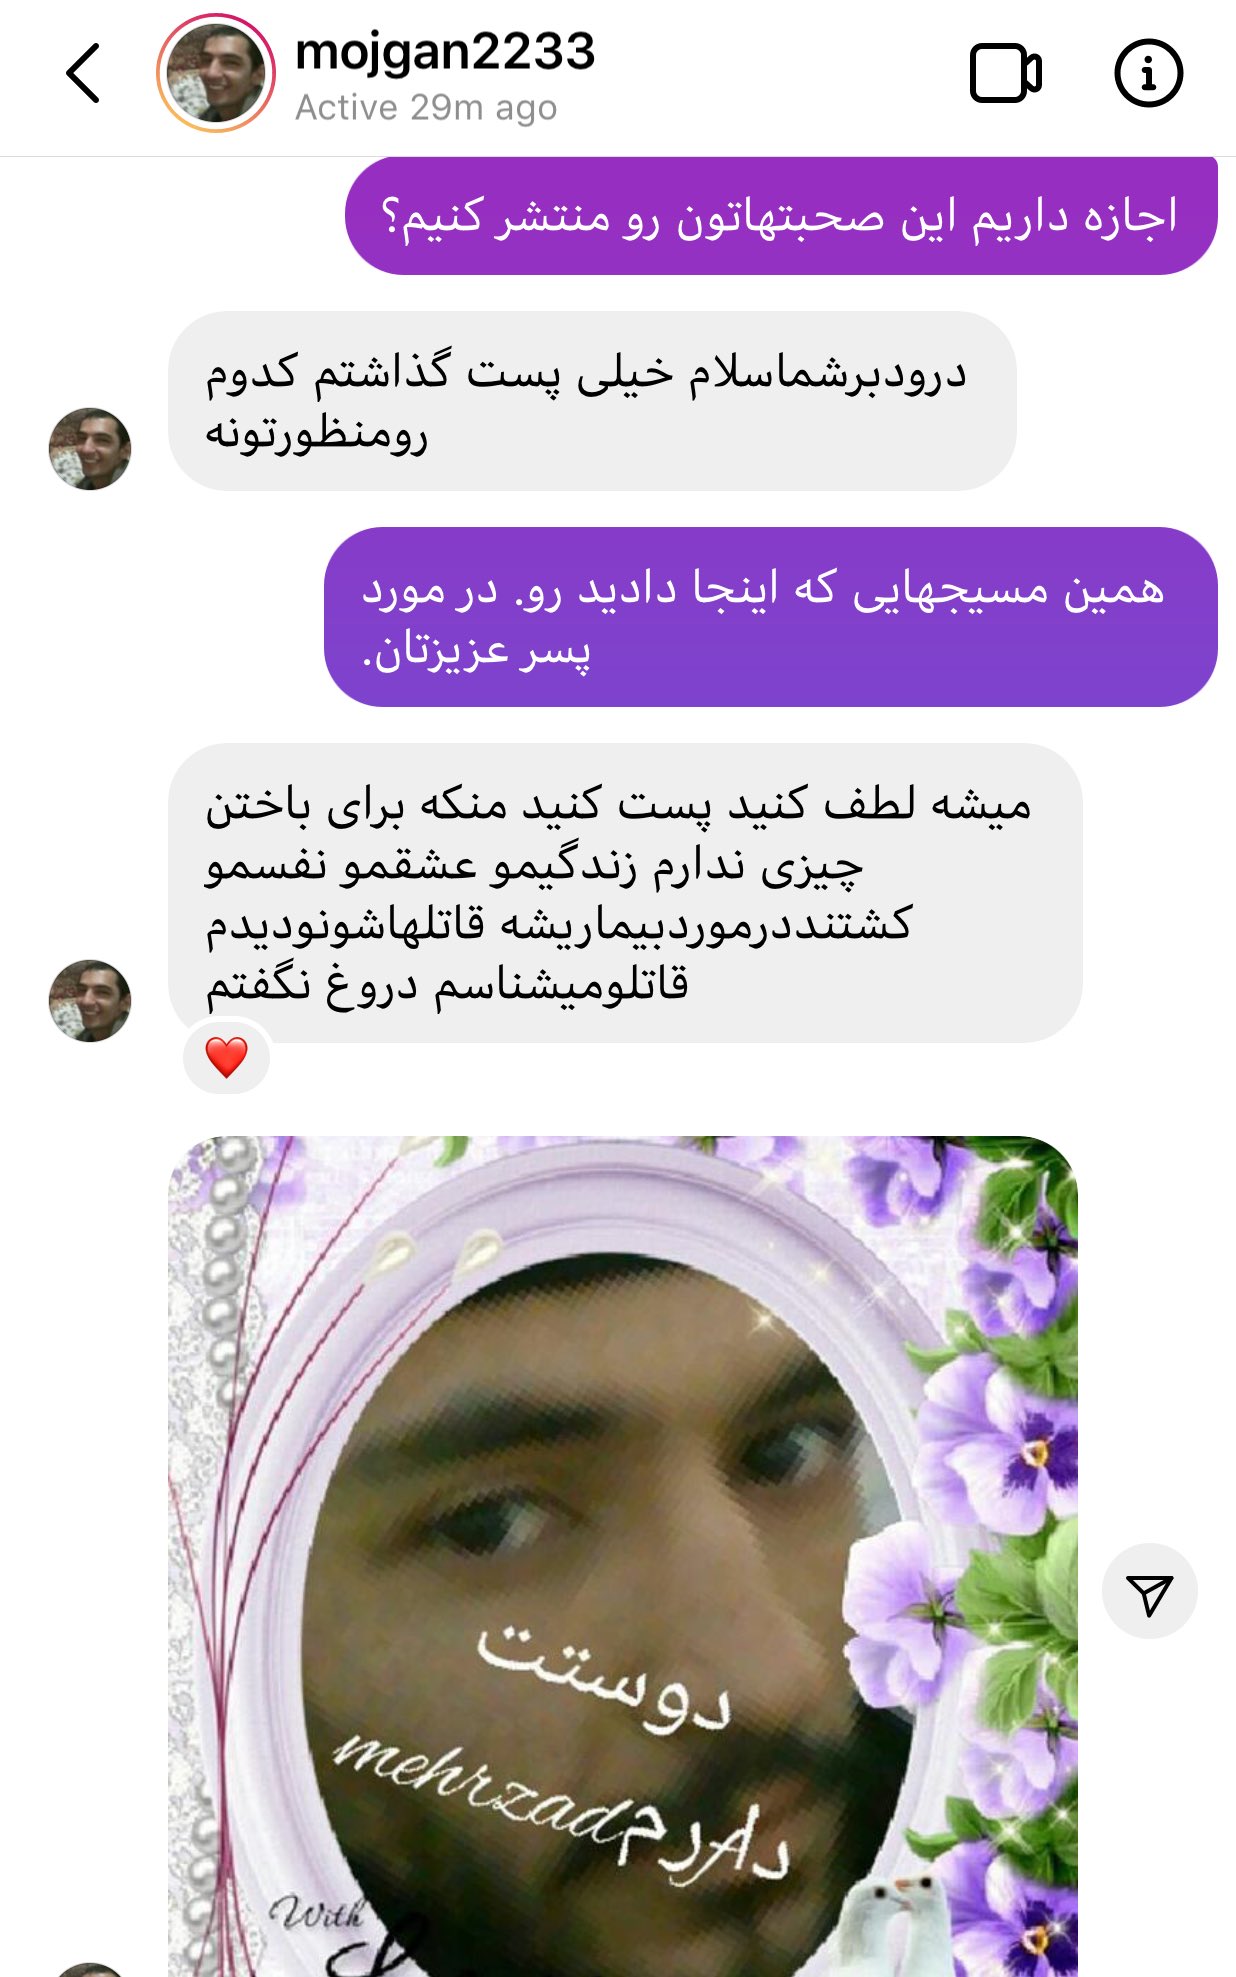 mojgan2233
Active 29m ago
اجازه داریم این صحبتهاتون رو منتشر کنیم؟
درودبرشماسلام خیلی پست گذاشتم کدوم
رومنظورتونه
همین مسیجهایی که اینجا دادید رو. در مورد
پسر عزیزتان.
میشه لطف کنید پست کنید منکه برای باختن
چیزی ندارم زندگیمو عشقمو نفسمو
کشتنددرموردبیماریشه قاتلهاشونودیدم
قاتلومیشناسم دروغ نگفتم
دوستت
دارم mehrzad
With